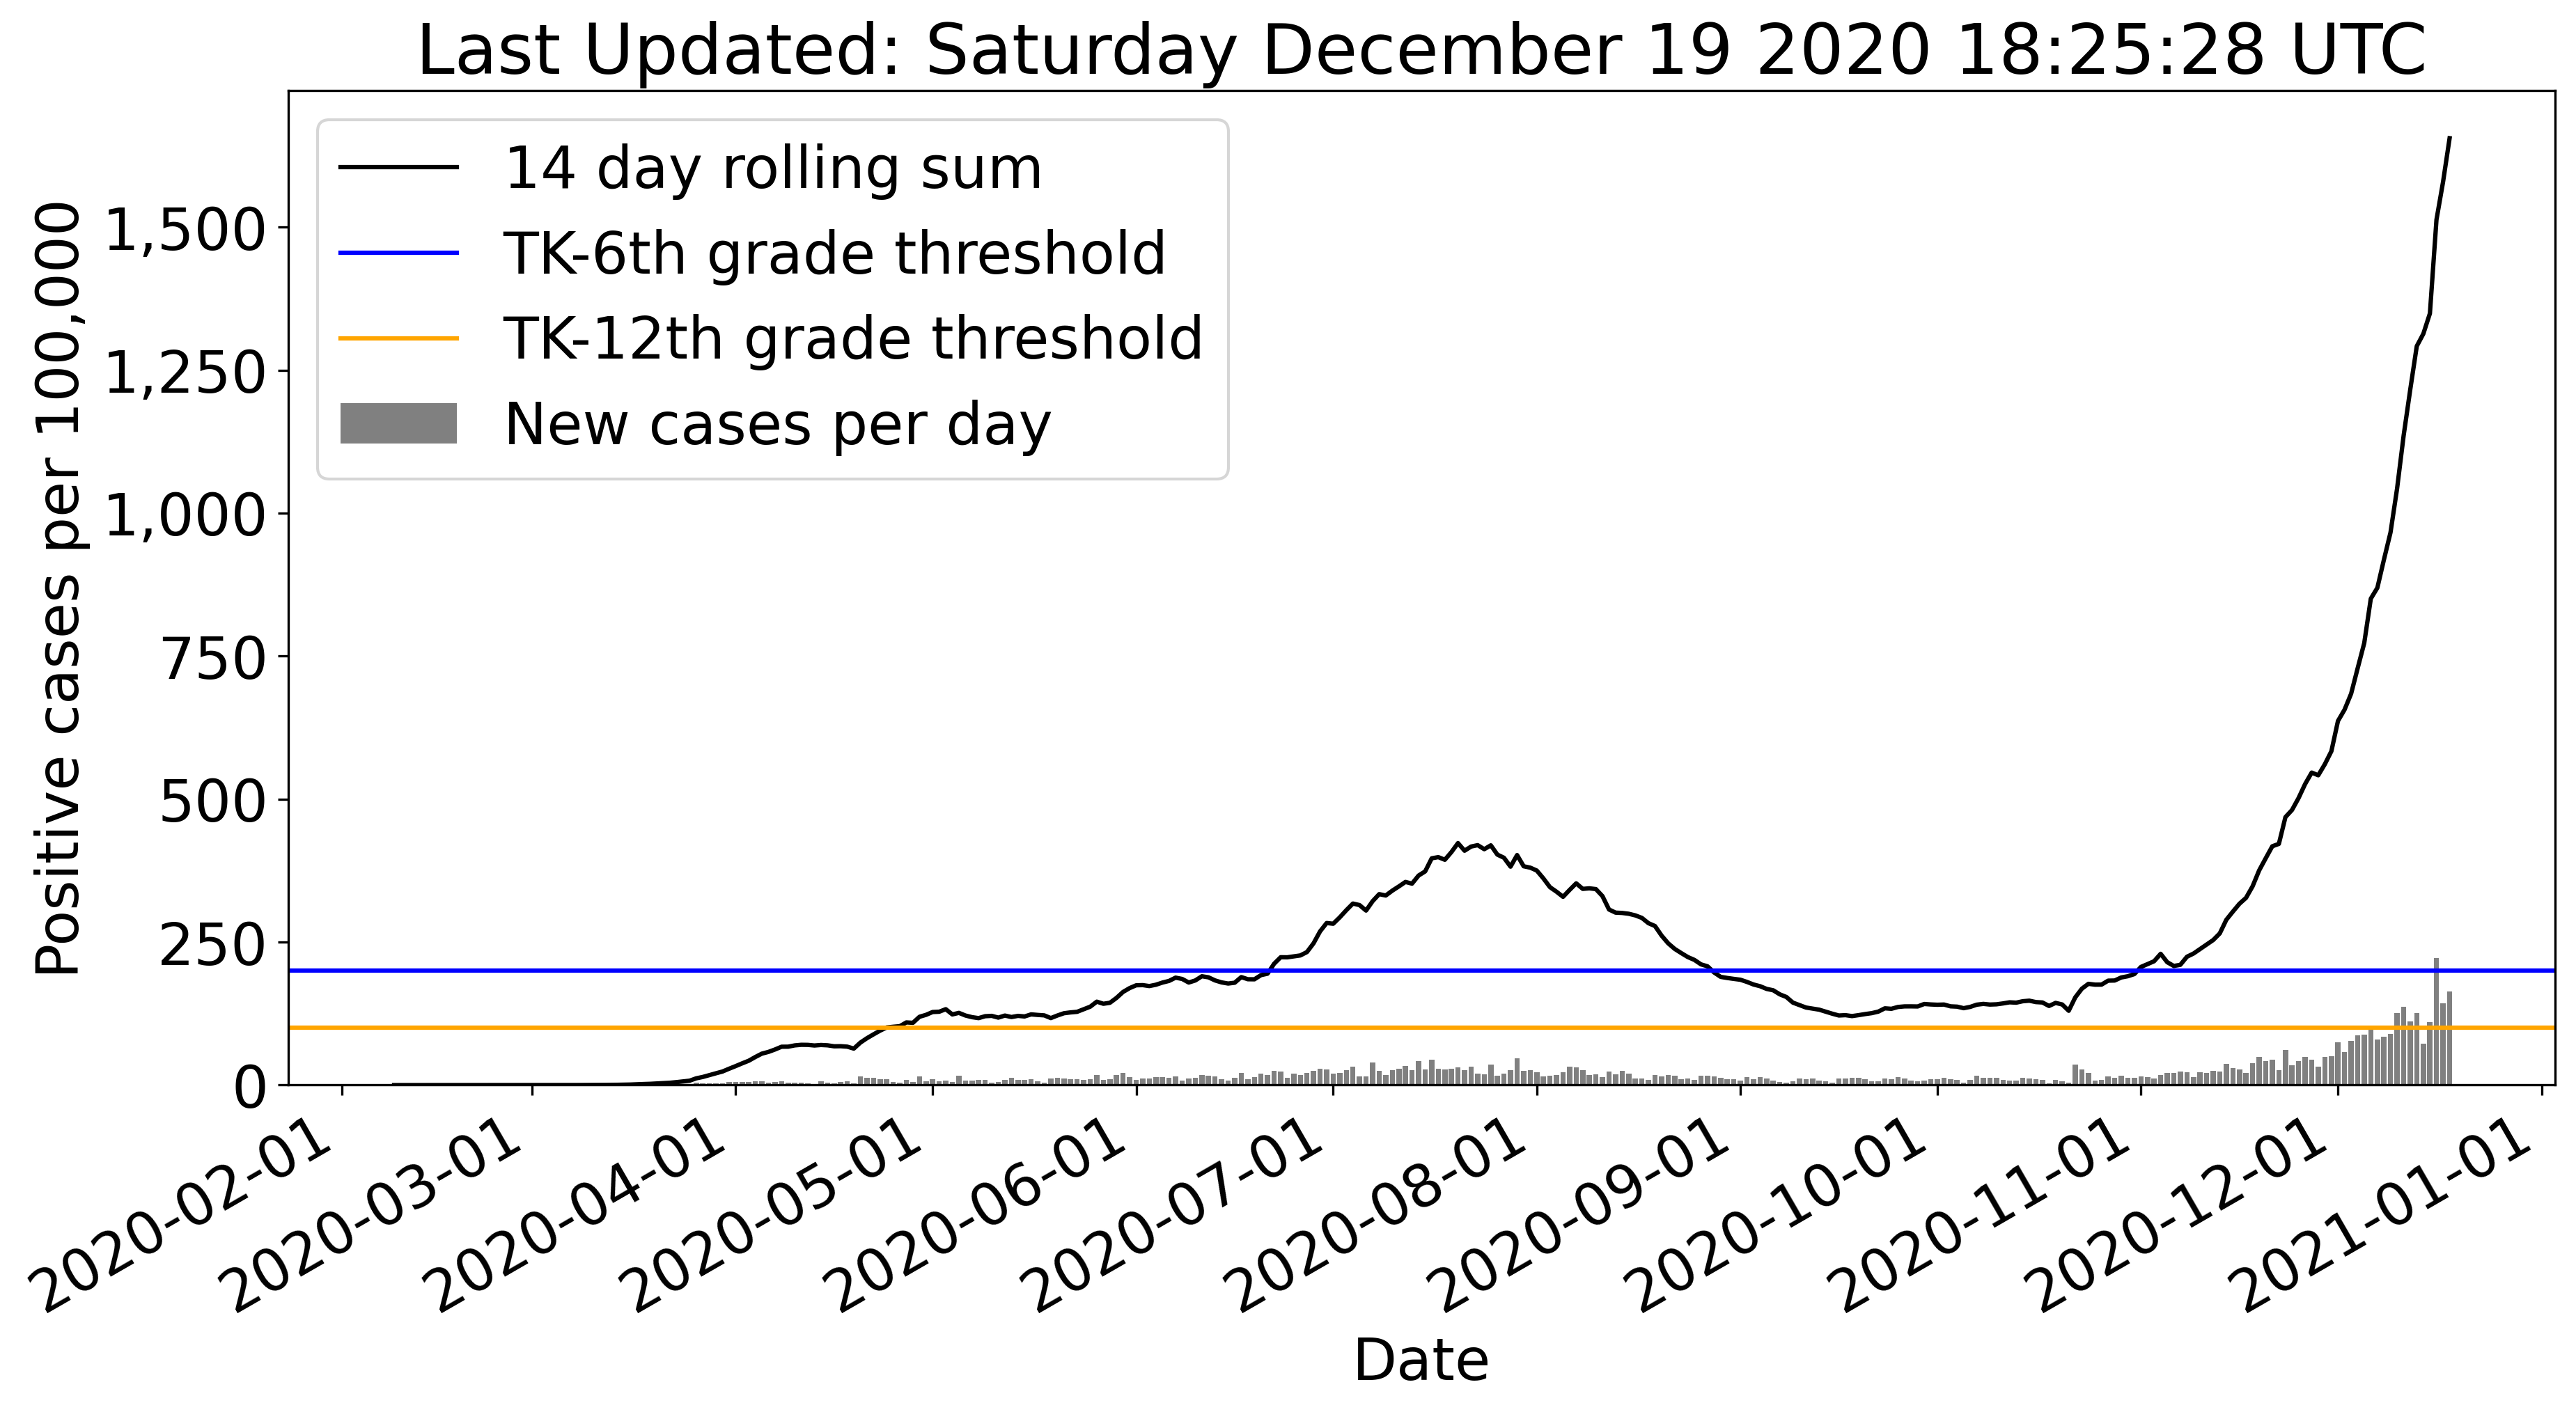 Last Updated: Saturday December 19 2020 18:25:28 UTC
14 day rolling sum
TK-6th grade threshold
TK-12th grade threshold
New cases per day
Positive cases per 100,000
1,500
1,250
1,000
750
500
250
0
2020-02-01
2020-03-01
2020-04-01
2020-05-01
2020-06-01
2020-07-01
2020-08-01
2020-09-01
2020-10-01
2020-11-01
2020-12-01
2021-01-01
Date